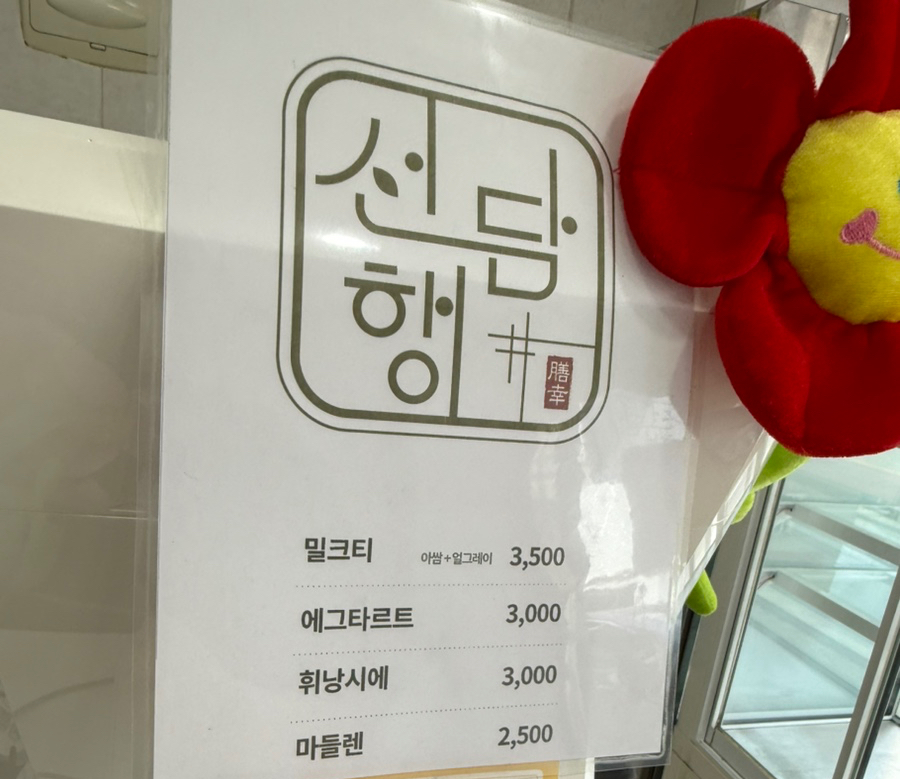 선담
행
膳
幸
밀크티 아쌈+얼그레이 3,500
에그타르트 3,000
휘낭시에 3,000
마들렌 2,500